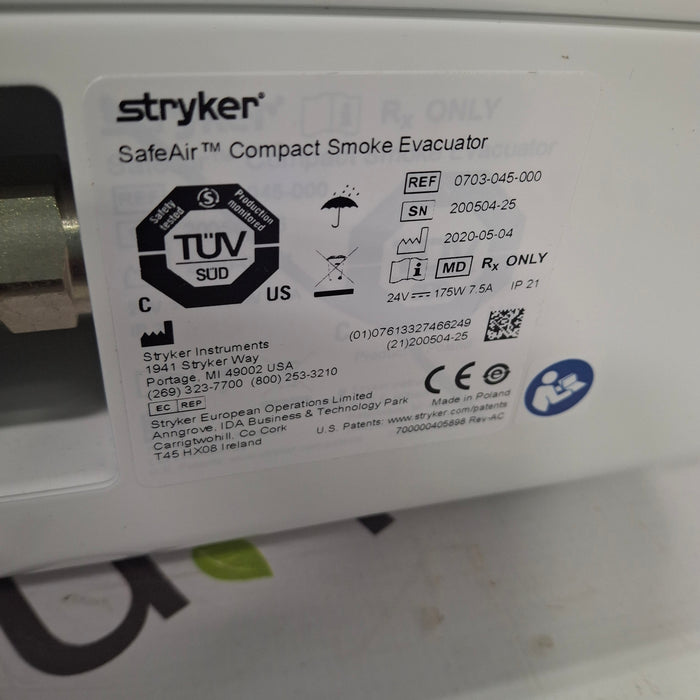 stryker®
SafeAir™ Compact Smoke Evacuator
Safety tested
S
Production monitored
TÜV
SÜD
C US
REF 0703-045-000
SN 200504-25
2020-05-04
i MD Rx ONLY
24V 175W 7.5A IP 21
(01)07613327466249
(21)200504-25
Stryker Instruments
1941 Stryker Way
Portage, MI 49002 USA
(269) 323-7700 (800) 253-3210
EC REP
Stryker European Operations Limited
Anngrove, IDA Business & Technology Park
Carrigtwohill, Co Cork
T45 HX08 Ireland
CE e
Made in Poland
U.S. Patents: www.stryker.com/patents
700000405898 Rev-AC